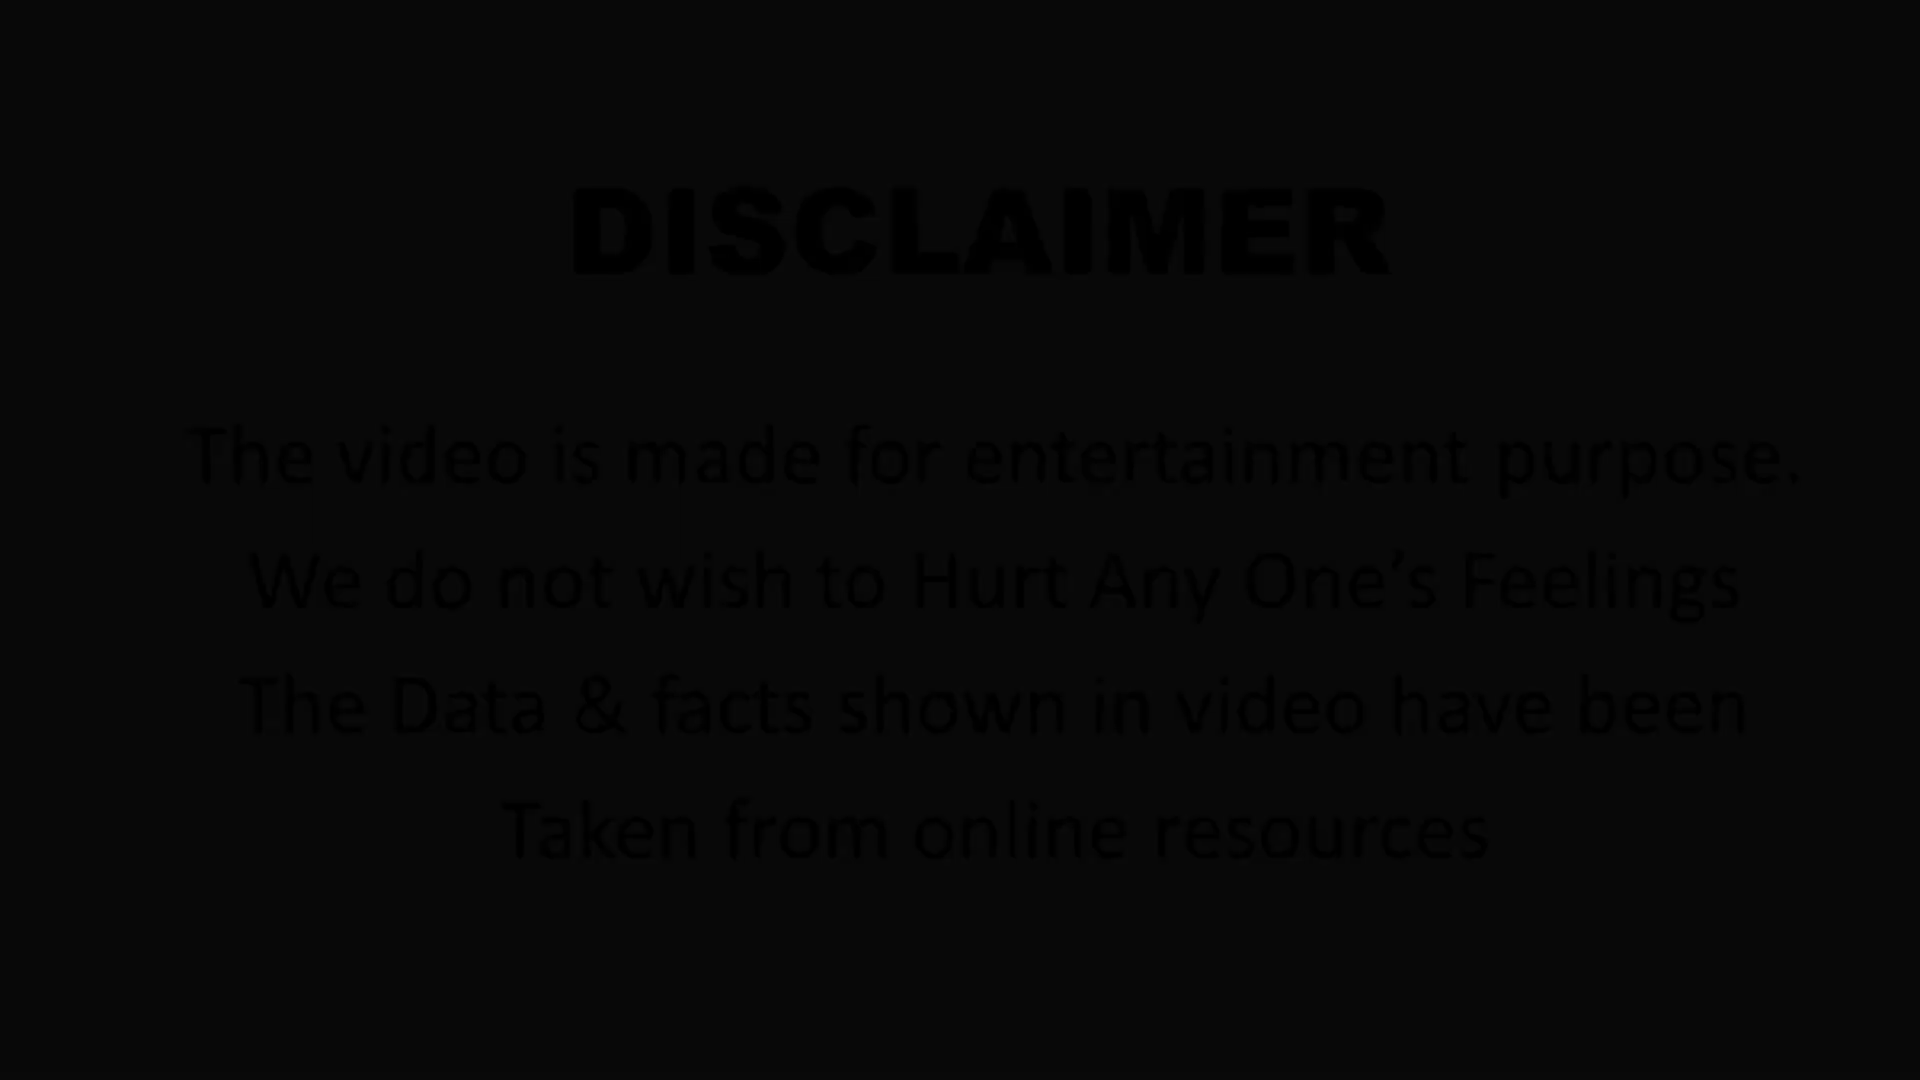 DISCLAIMER
The video is made for entertainment purpose.
We do not wish to Hurt Any One's Feelings
The Data & facts shown in video have been
Taken from online resources